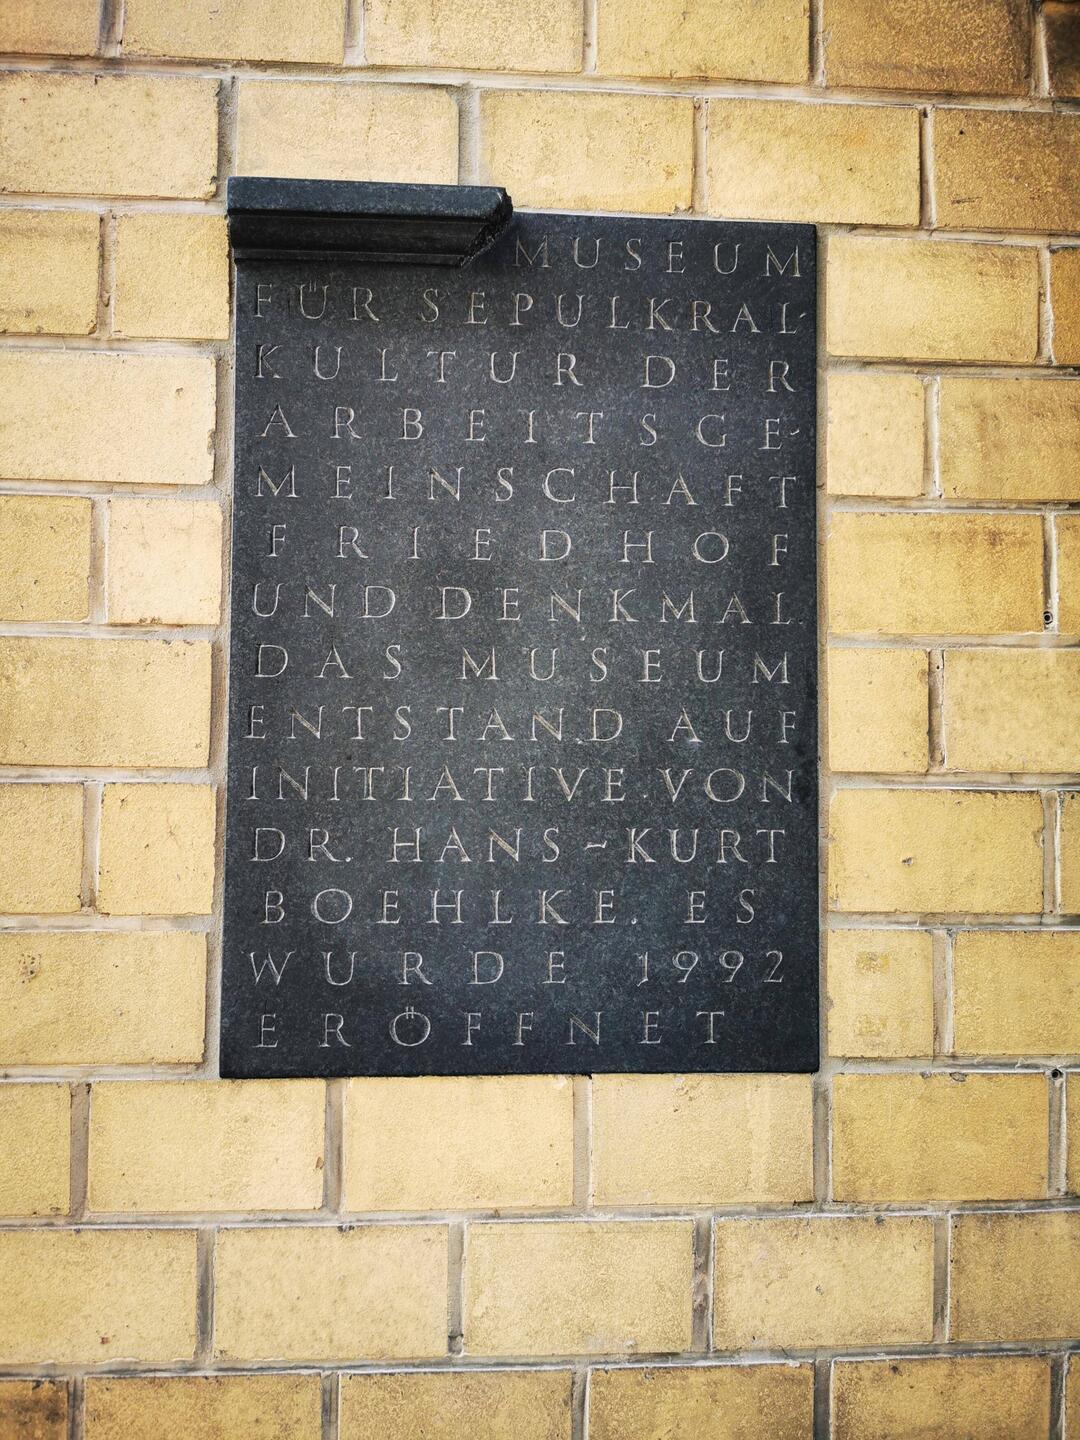 MUSEUM
FÜR SEPULKRAL-
KULTUR DER
ARBEITSGE-
MEINSCHAFT
FRIEDHOF
UND DENKMAL.
DAS MUSEUM
ENTSTAND AUF
INITIATIVE VON
DR. HANS-KURT
BOEHLKE. ES
WURDE 1992
ERÖFFNET